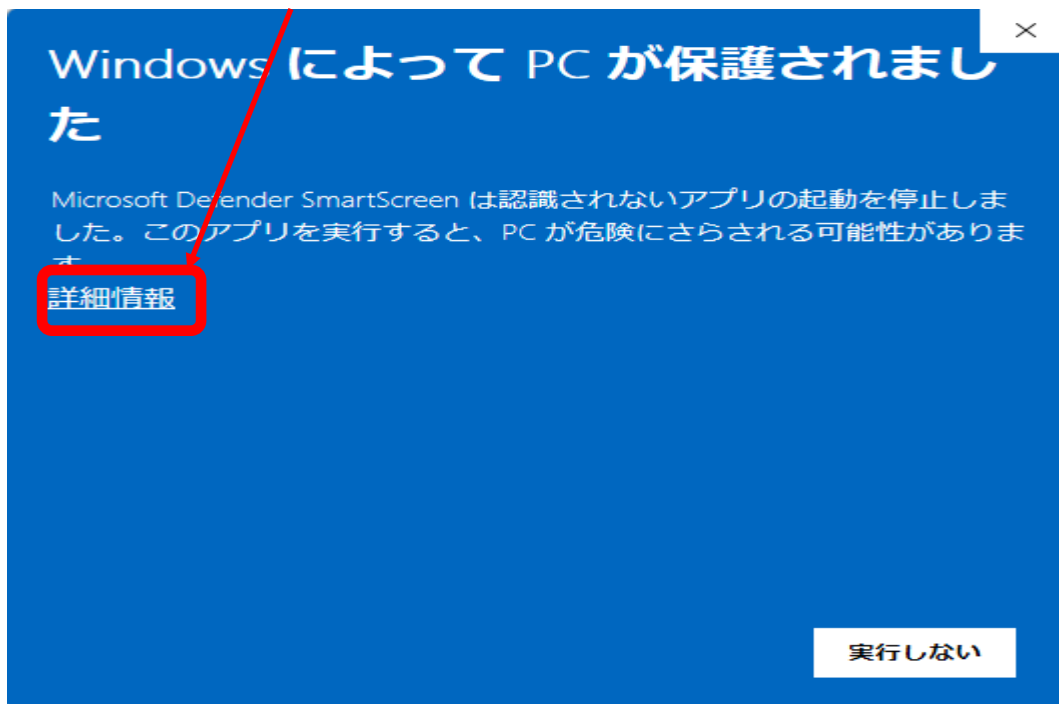 Windows によって PC が保護されまし
た
Microsoft Defender SmartScreen は認識されないアプリの起動を停止しま
した。このアプリを実行すると、PC が危険にさらされる可能性がありま
す
詳細情報
実行しない